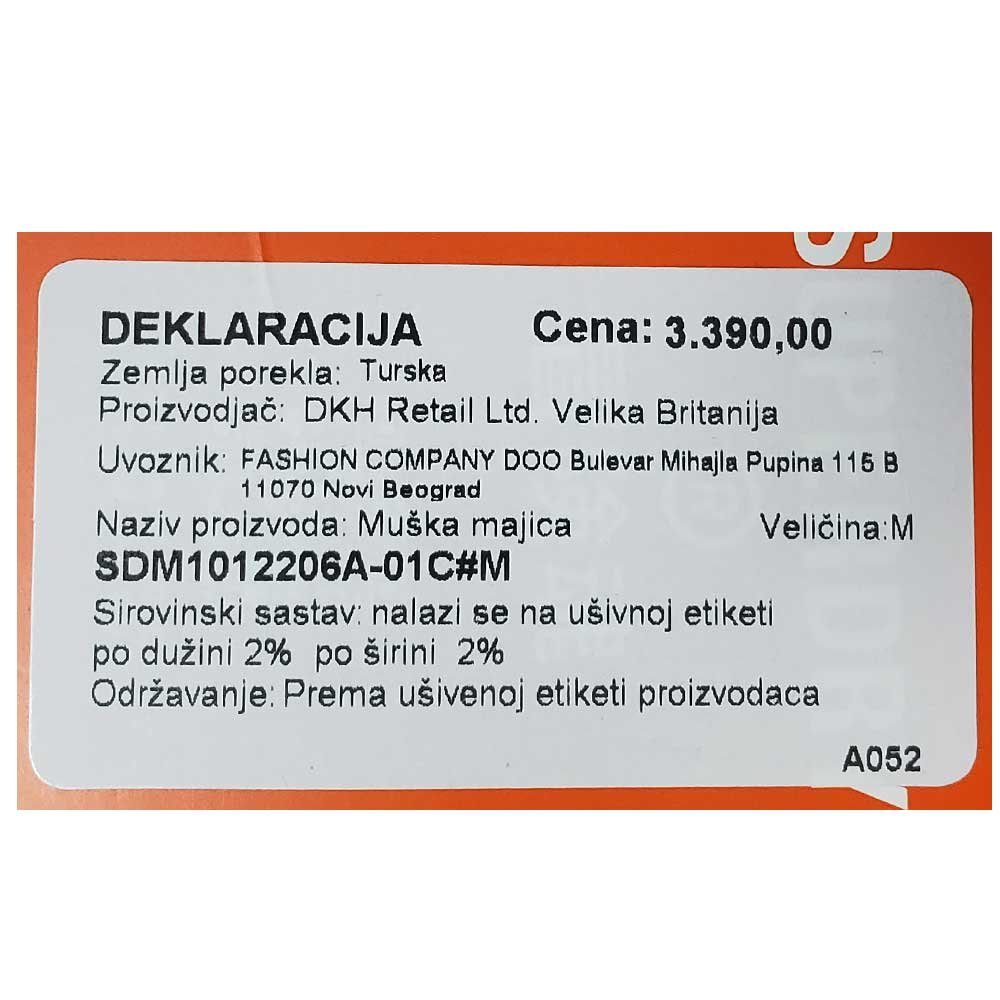 DEKLARACIJA Cena: 3.390,00
Zemlja porekla: Turska
Proizvodjač: DKH Retail Ltd. Velika Britanija
Uvoznik: FASHION COMPANY DOO Bulevar Mihajla Pupina 115 B
11070 Novi Beograd
Naziv proizvoda: Muška majica Veličina:M
SDM1012206A-01C#M
Sirovinski sastav: nalazi se na ušivnoj etiketi
po dužini 2% po širini 2%
Održavanje: Prema ušivenoj etiketi proizvodaca
A052